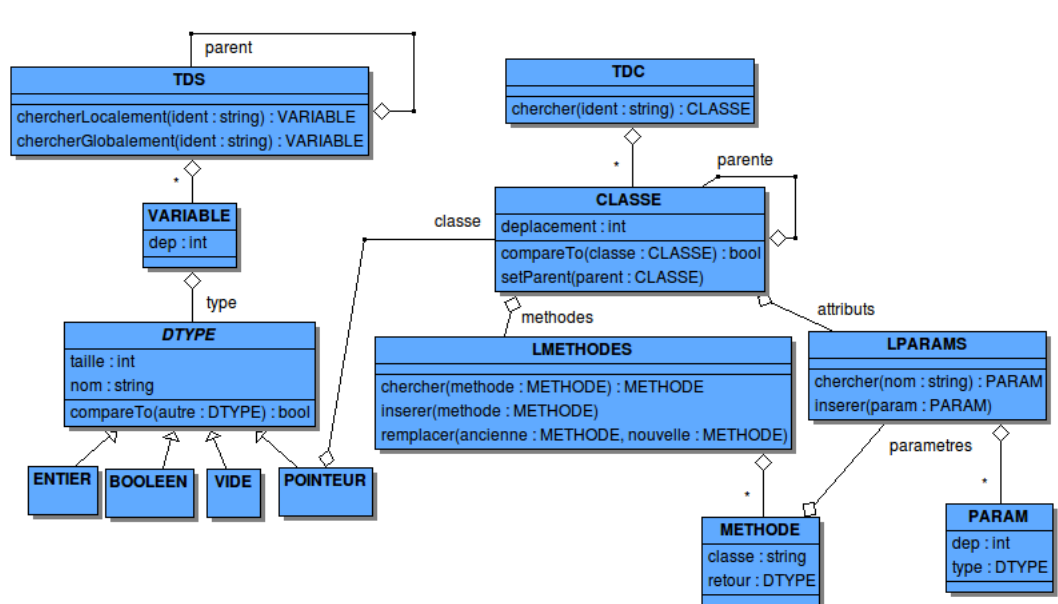 parent
TDS
chercherLocalement(ident : string) : VARIABLE
chercherGlobalement(ident : string) : VARIABLE
*
VARIABLE
dep : int
type
DTYPE
taille : int
nom : string
compareTo(autre : DTYPE) : bool
ENTIER
BOOLEEN
VIDE
POINTEUR
classe
TDC
chercher(ident : string) : CLASSE
*
parente
CLASSE
deplacement : int
compareTo(classe : CLASSE) : bool
setParent(parent : CLASSE)
methodes
attributs
LMETHODES
chercher(methode : METHODE) : METHODE
inserer(methode : METHODE)
remplacer(ancienne : METHODE, nouvelle : METHODE)
LPARAMS
chercher(nom : string) : PARAM
inserer(param : PARAM)
parametres
*
*
METHODE
classe : string
retour : DTYPE
PARAM
dep : int
type : DTYPE